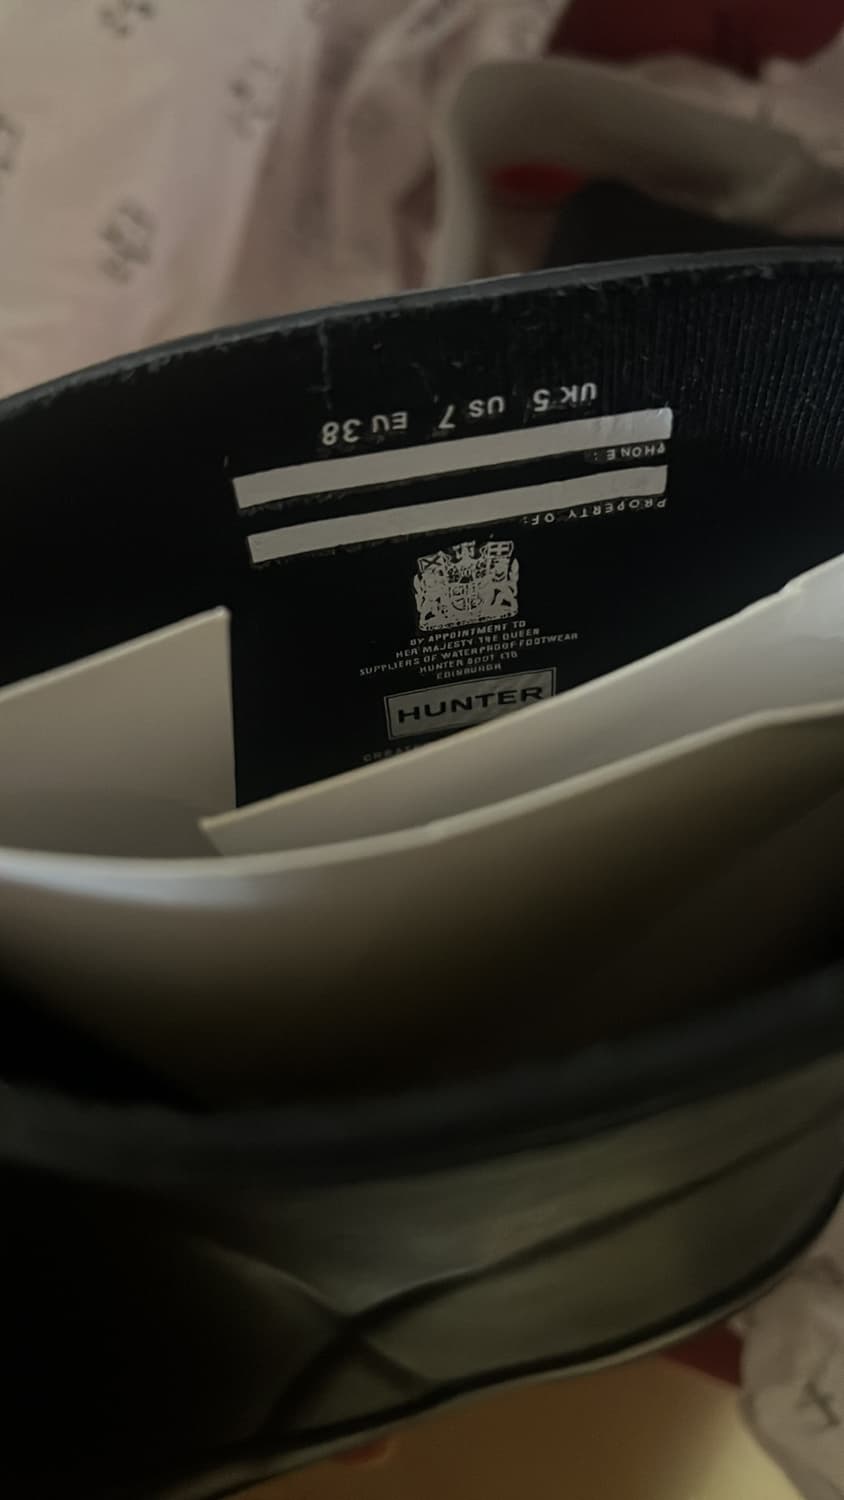 UK 5 US 7 EU 38
PHONE:
PROPERTY OF:
BY APPOINTMENT TO
HER MAJESTY THE QUEEN
SUPPLIERS OF WATERPROOF FOOTWEAR
HUNTER BOOT LTD
EDINBURGH
HUNTER